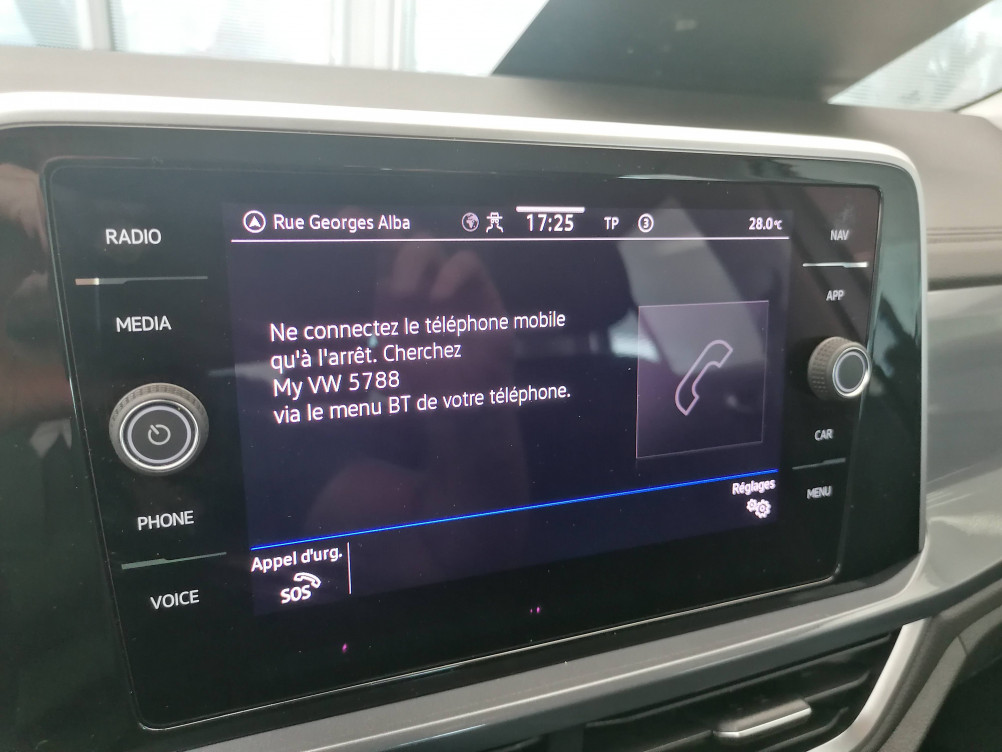 RADIO
MEDIA
PHONE
VOICE
Rue Georges Alba
17:25
TP
3
28.0°C
Ne connectez le téléphone mobile
qu'à l'arrêt. Cherchez
My VW 5788
via le menu BT de votre téléphone.
Réglages
Appel d'urg.
SOS
NAV
APP
CAR
MENU